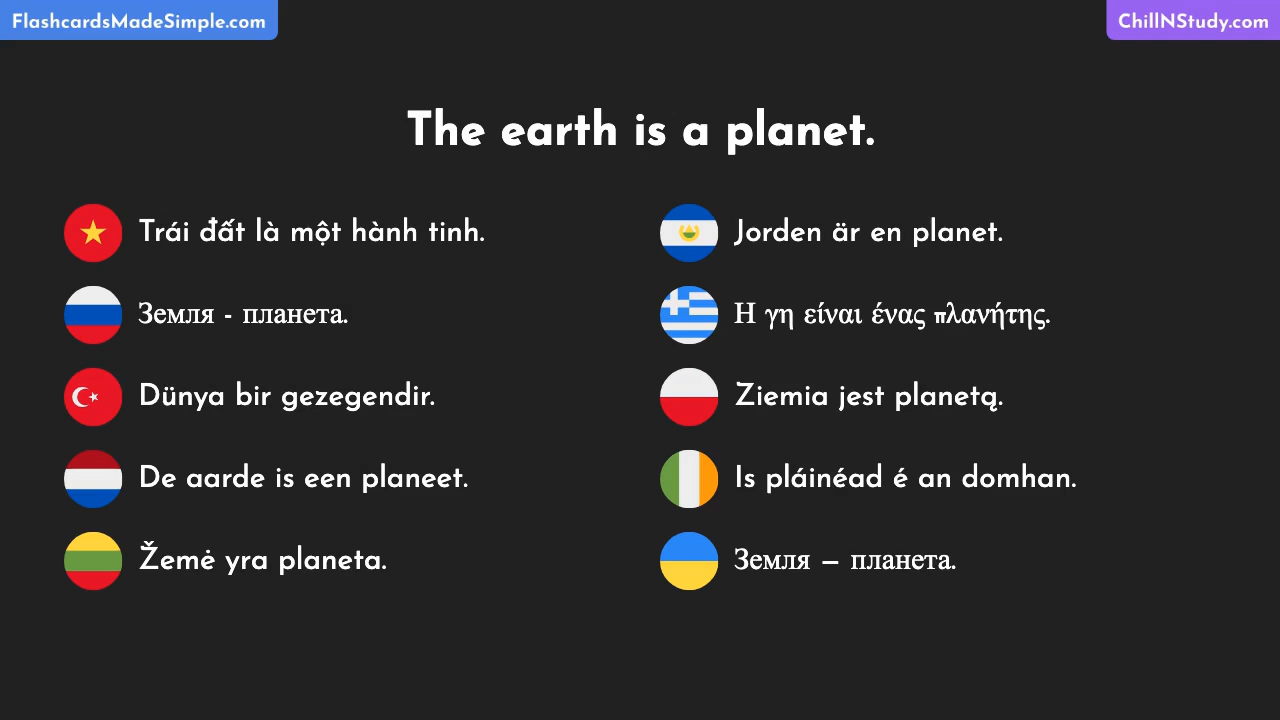 FlashcardsMadeSimple.com
ChillNStudy.com
The earth is a planet.
Trái đất là một hành tinh.
Земля - планета.
Dünya bir gezegendir.
De aarde is een planeet.
Žemė yra planeta.
Jorden är en planet.
Η γη είναι ένας πλανήτης.
Ziemia jest planetą.
Is pláinéad é an domhan.
Земля – планета.